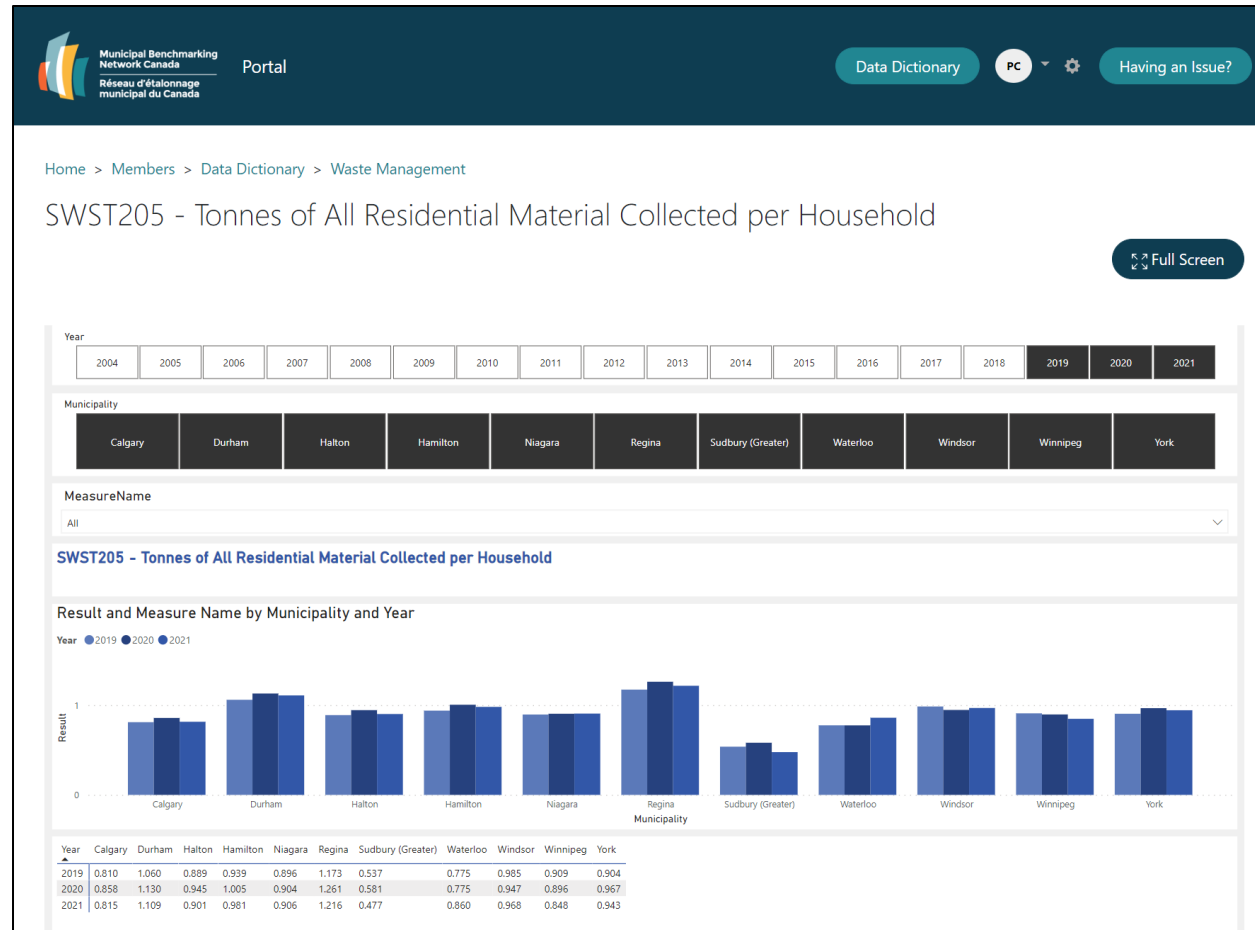 Municipal Benchmarking
Network Canada
Réseau d'étalonnage
municipal du Canada
Portal
Data Dictionary
PC
Having an Issue?
Home > Members > Data Dictionary > Waste Management
SWST205 - Tonnes of All Residential Material Collected per Household
Full Screen
Year
2004 2005 2006 2007 2008 2009 2010 2011 2012 2013 2014 2015 2016 2017 2018 2019 2020 2021
Municipality
Calgary Durham Halton Hamilton Niagara Regina Sudbury (Greater) Waterloo Windsor Winnipeg York
MeasureName
All
SWST205 - Tonnes of All Residential Material Collected per Household
Result and Measure Name by Municipality and Year
Year 2019 2020 2021
1
Result
0
Calgary Durham Halton Hamilton Niagara Regina Sudbury (Greater) Waterloo Windsor Winnipeg York
Municipality
Year Calgary Durham Halton Hamilton Niagara Regina Sudbury (Greater) Waterloo Windsor Winnipeg York
2019 0.810 1.060 0.889 0.939 0.896 1.173 0.537 0.775 0.985 0.909 0.904
2020 0.858 1.130 0.945 1.005 0.904 1.261 0.581 0.775 0.947 0.896 0.967
2021 0.815 1.109 0.901 0.981 0.906 1.216 0.477 0.860 0.968 0.848 0.943